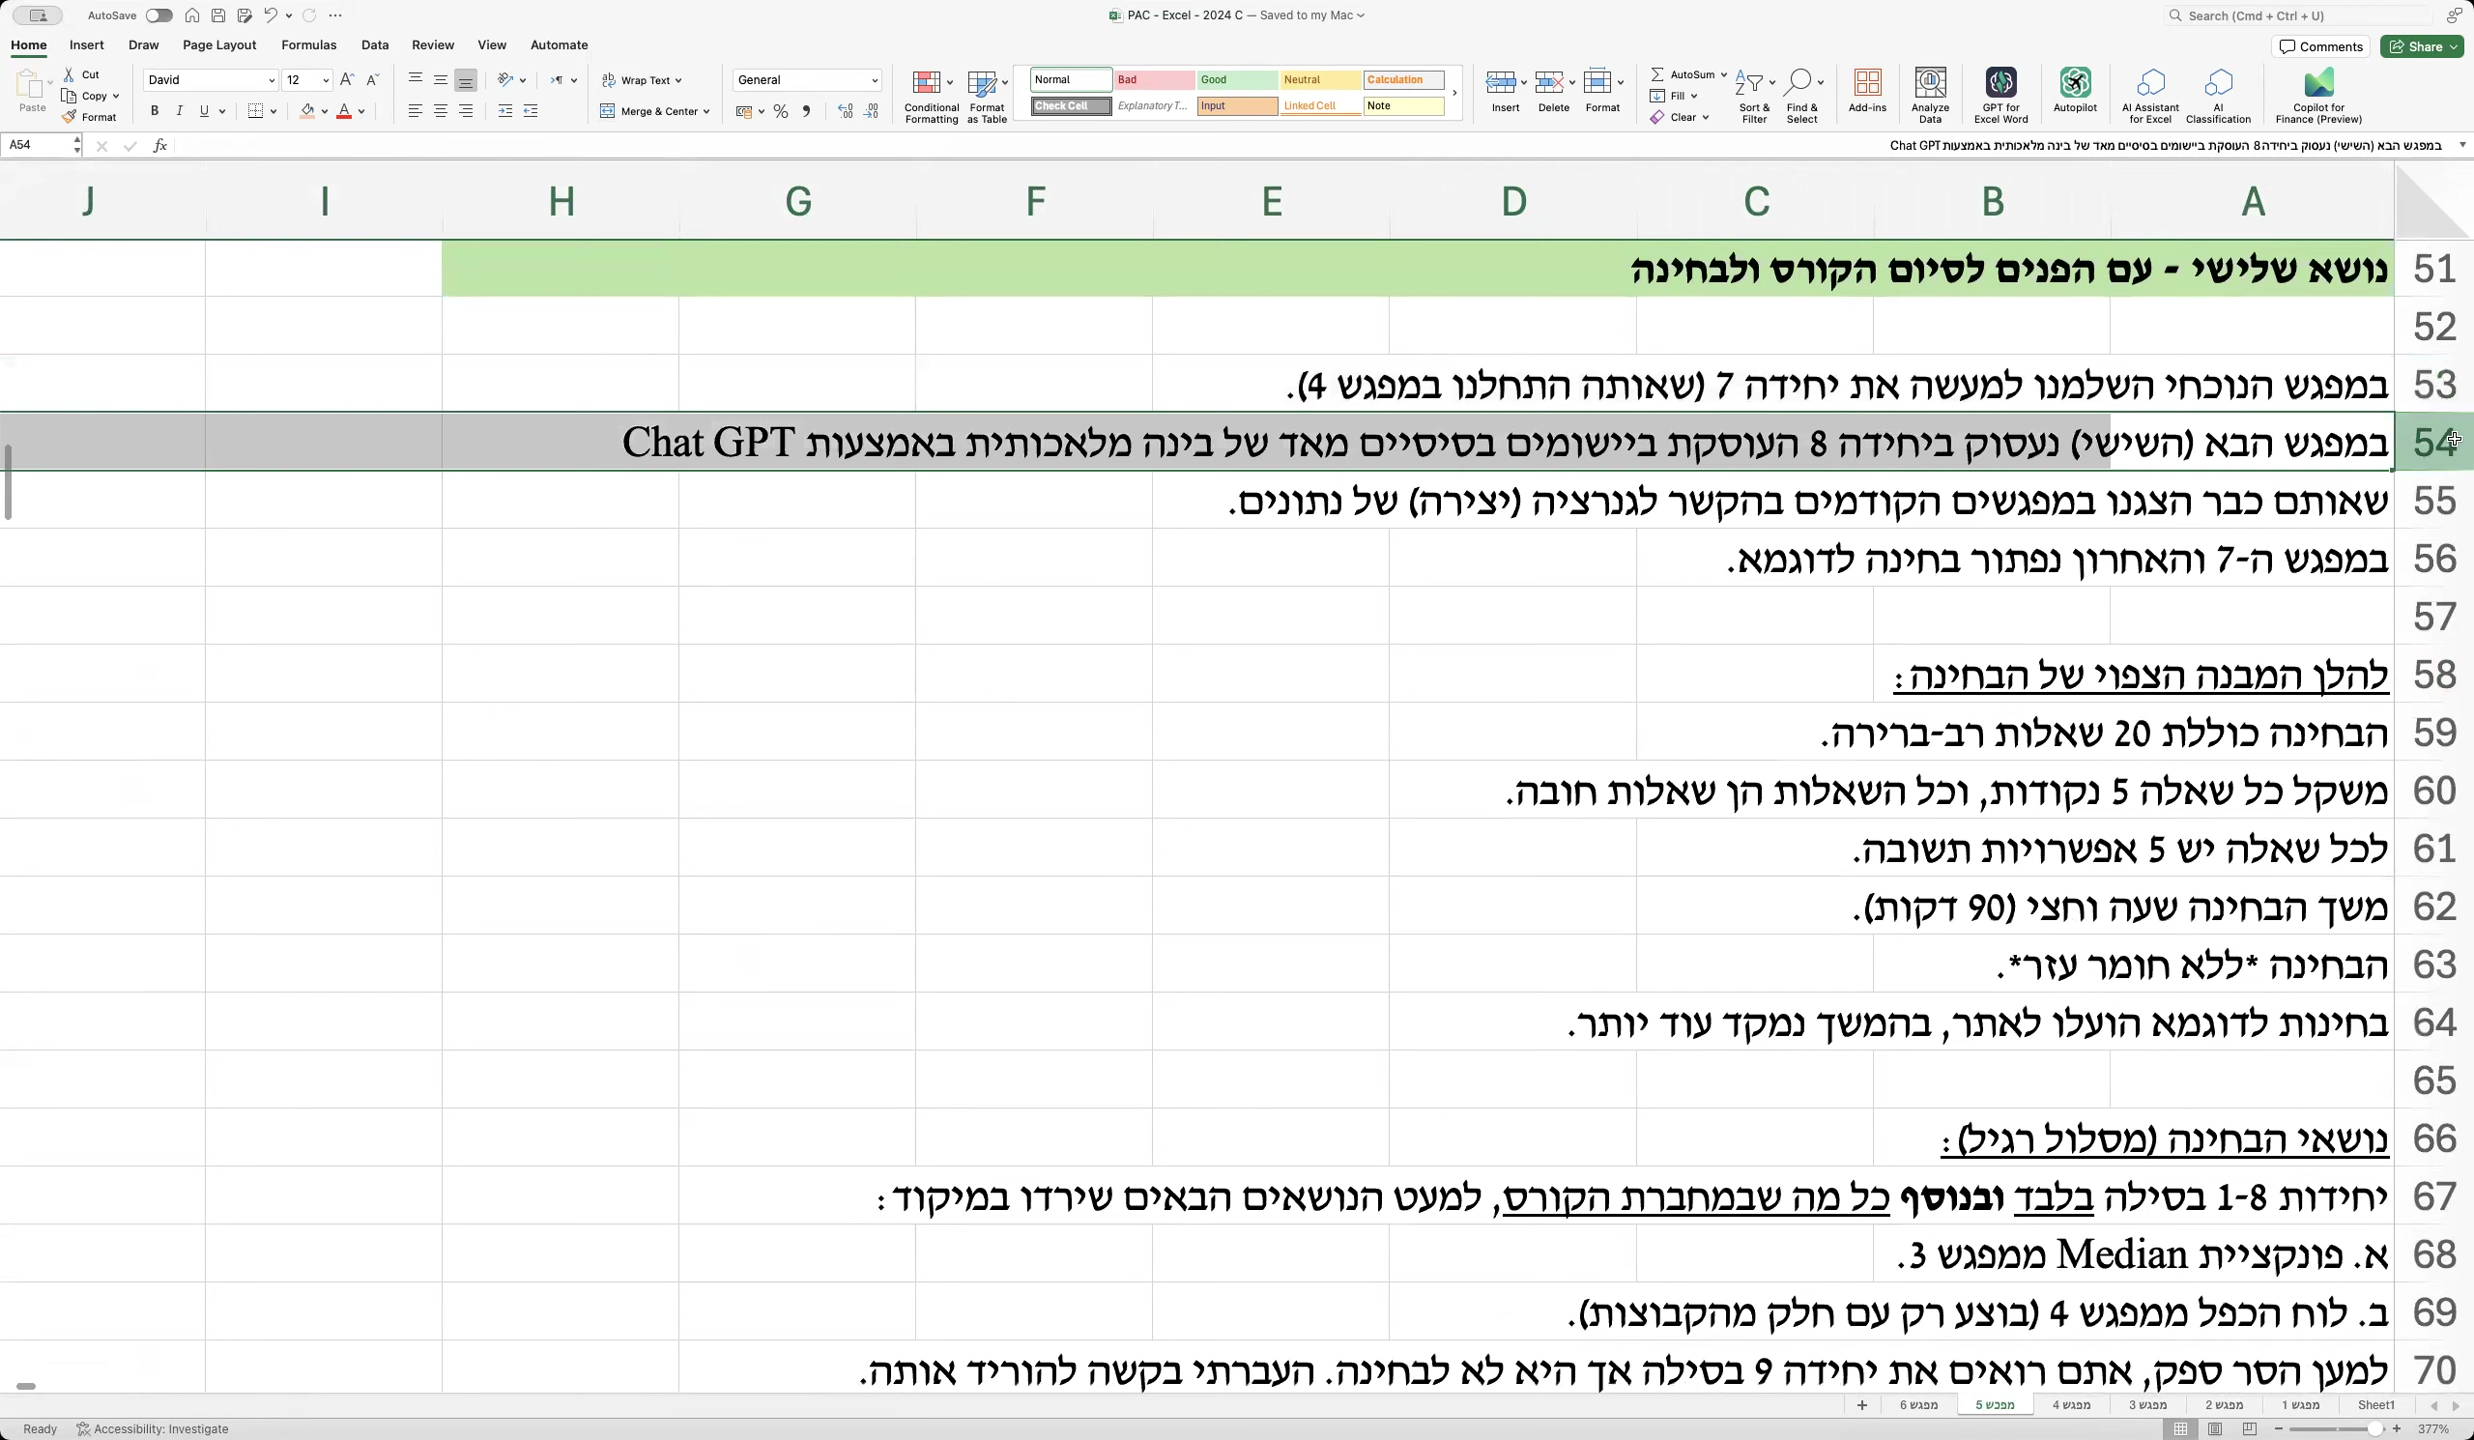 AutoSave
PAC - Excel - 2024 C — Saved to my Mac
Search (Cmd + Ctrl + U)
Home Insert Draw Page Layout Formulas Data Review View Automate
Comments Share
Paste
Cut
Copy
Format
David 12
B I U
Wrap Text
Merge & Center
General
Conditional Formatting
Format as Table
Normal Bad Good Neutral Calculation
Check Cell Explanatory T... Input Linked Cell Note
Insert Delete Format
AutoSum
Fill
Clear
Sort & Filter
Find & Select
Add-ins
Analyze Data
GPT for Excel Word
Autopilot
AI Assistant for Excel
AI Classification
Copilot for Finance (Preview)
A54
fx
במפגש הבא (השישי) נעסוק ביחידה 8 העוסקת ביישומים בסיסיים מאד של בינה מלאכותית באמצעות Chat GPT
A B C D E F G H I J
51 נושא שלישי - עם הפנים לסיום הקורס ולבחינה
52
53 במפגש הנוכחי השלמנו למעשה את יחידה 7 (שאותה התחלנו במפגש 4).
54 במפגש הבא (השישי) נעסוק ביחידה 8 העוסקת ביישומים בסיסיים מאד של בינה מלאכותית באמצעות Chat GPT
55 שאותם כבר הצגנו במפגשים הקודמים בהקשר לגנרציה (יצירה) של נתונים.
56 במפגש ה-7 והאחרון נפתור בחינה לדוגמא.
57
58 להלן המבנה הצפוי של הבחינה:
59 הבחינה כוללת 20 שאלות רב-ברירה.
60 משקל כל שאלה 5 נקודות, וכל השאלות הן שאלות חובה.
61 לכל שאלה יש 5 אפשרויות תשובה.
62 משך הבחינה שעה וחצי (90 דקות).
63 הבחינה *ללא חומר עזר*.
64 בחינות לדוגמא הועלו לאתר, בהמשך נמקד עוד יותר.
65
66 נושאי הבחינה (מסלול רגיל):
67 יחידות 1-8 בסילה בלבד ובנוסף כל מה שבמחברת הקורס, למעט הנושאים הבאים שירדו במיקוד:
68 א. פונקציית Median ממפגש 3.
69 ב. לוח הכפל ממפגש 4 (בוצע רק עם חלק מהקבוצות).
70 למען הסר ספק, אתם רואים את יחידה 9 בסילה אך היא לא לבחינה. העברתי בקשה להוריד אותה.
Sheet1 מפגש 1 מפגש 2 מפגש 3 מפגש 4 מפכש 5 מפגש 6
Ready Accessibility: Investigate
377%